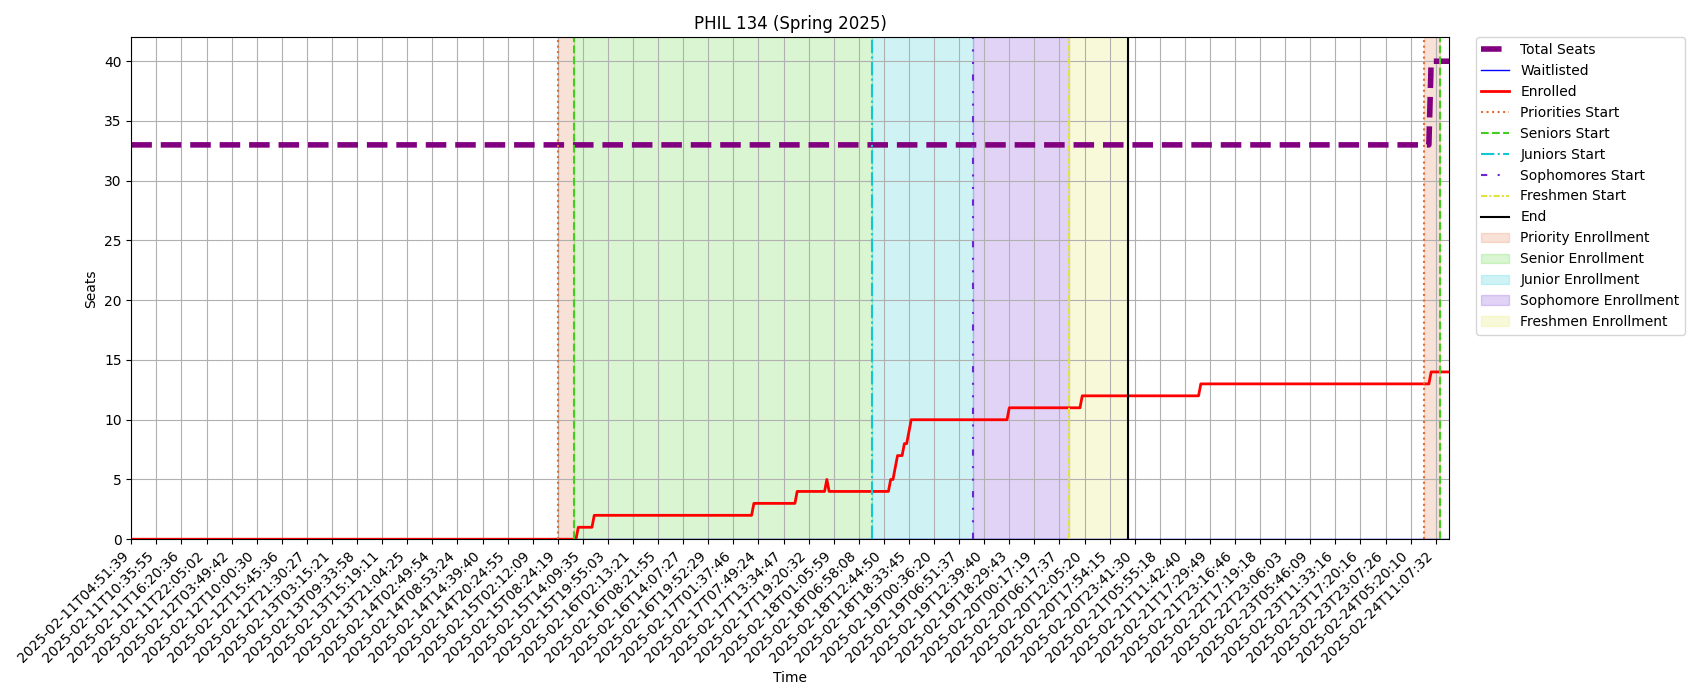 PHIL 134 (Spring 2025)
Seats
40
35
30
25
20
15
10
5
0
2025-02-11T04:51:39
2025-02-11T10:35:55
2025-02-11T16:20:36
2025-02-11T22:05:02
2025-02-12T03:49:42
2025-02-12T10:00:30
2025-02-12T15:45:36
2025-02-12T21:30:27
2025-02-13T03:15:21
2025-02-13T09:33:58
2025-02-13T15:19:11
2025-02-13T21:04:25
2025-02-14T02:49:54
2025-02-14T08:53:24
2025-02-14T14:39:40
2025-02-14T20:24:55
2025-02-15T02:12:09
2025-02-15T08:24:19
2025-02-15T14:09:35
2025-02-15T19:55:03
2025-02-16T02:13:21
2025-02-16T08:21:55
2025-02-16T14:07:27
2025-02-16T19:52:29
2025-02-17T01:37:46
2025-02-17T07:49:24
2025-02-17T13:34:47
2025-02-17T19:20:32
2025-02-18T01:05:59
2025-02-18T06:58:08
2025-02-18T12:44:50
2025-02-18T18:33:45
2025-02-19T00:36:20
2025-02-19T06:51:37
2025-02-19T12:39:40
2025-02-19T18:29:43
2025-02-20T00:17:19
2025-02-20T06:17:37
2025-02-20T12:05:20
2025-02-20T17:54:15
2025-02-20T23:41:30
2025-02-21T05:55:18
2025-02-21T11:42:40
2025-02-21T17:29:49
2025-02-21T23:16:46
2025-02-22T17:19:18
2025-02-22T23:06:03
2025-02-23T05:46:09
2025-02-23T11:33:16
2025-02-23T17:20:16
2025-02-23T23:07:26
2025-02-24T05:20:10
2025-02-24T11:07:32
Time
Total Seats
Waitlisted
Enrolled
Priorities Start
Seniors Start
Juniors Start
Sophomores Start
Freshmen Start
End
Priority Enrollment
Senior Enrollment
Junior Enrollment
Sophomore Enrollment
Freshmen Enrollment